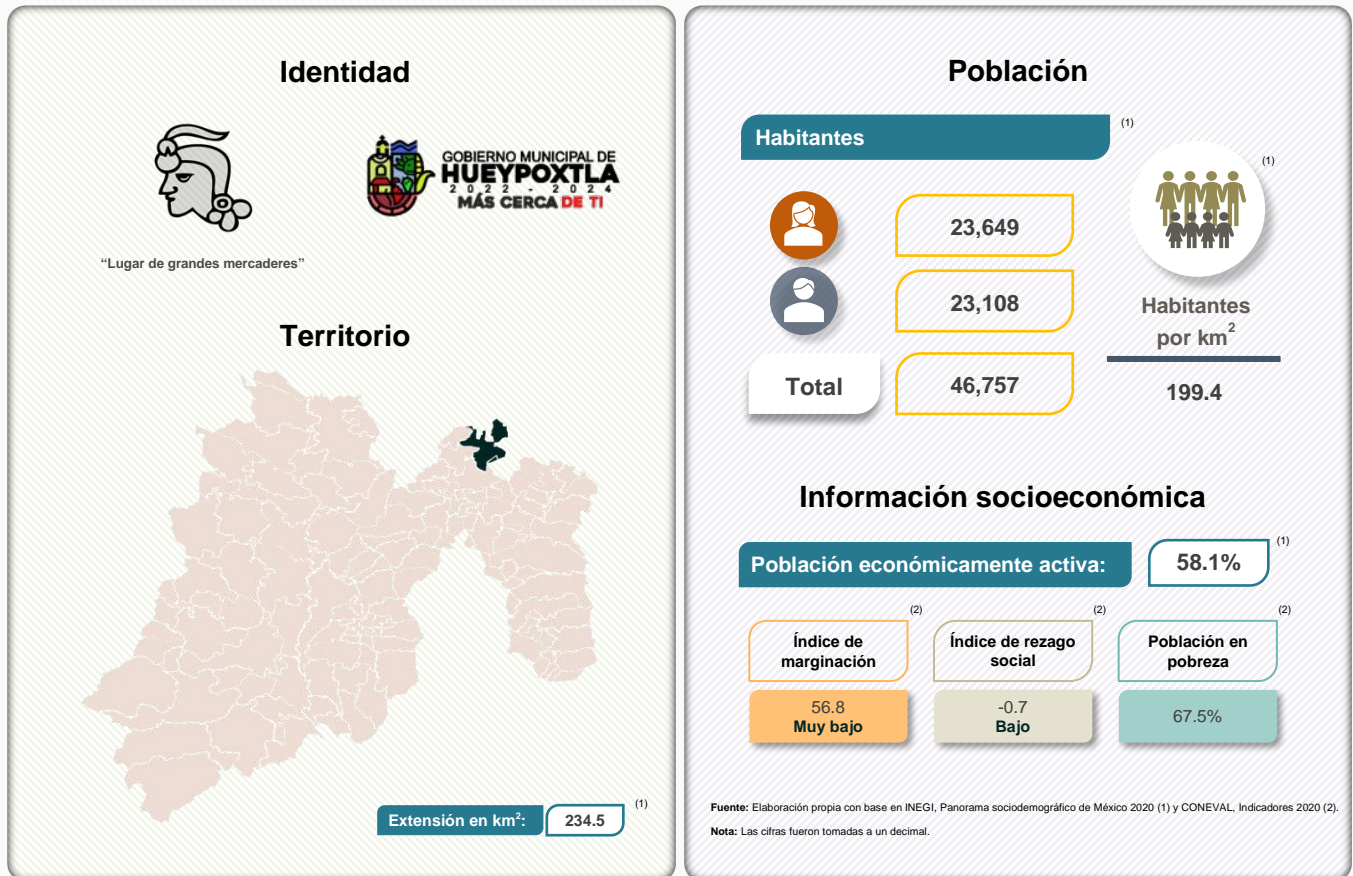 Identidad
GOBIERNO MUNICIPAL DE
HUEYPOXTLA
2022 - 2024
MÁS CERCA DE TI
“Lugar de grandes mercaderes”
Territorio
Extensión en km²:
234.5
(1)
Población
Habitantes
(1)
(1)
23,649
23,108
Total
46,757
Habitantes
por km²
199.4
Información socioeconómica
Población económicamente activa:
58.1%
(1)
(2)
Índice de
marginación
56.8
Muy bajo
(2)
Índice de rezago
social
-0.7
Bajo
(2)
Población en
pobreza
67.5%
Fuente: Elaboración propia con base en INEGI, Panorama sociodemográfico de México 2020 (1) y CONEVAL, Indicadores 2020 (2).
Nota: Las cifras fueron tomadas a un decimal.